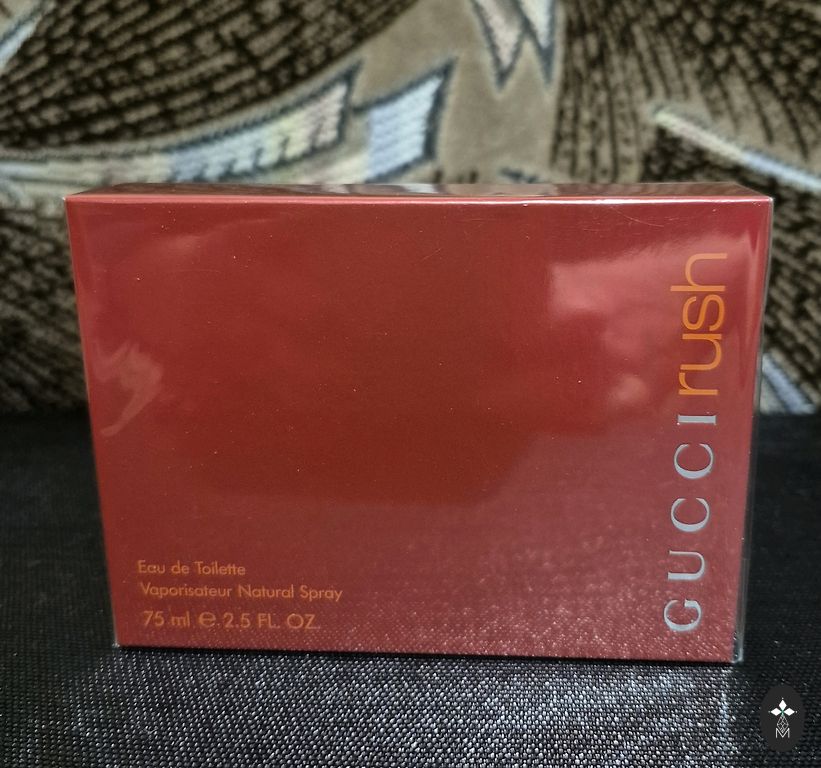 GUCCI rush
Eau de Toilette
Vaporisateur Natural Spray
75 ml ℮ 2.5 FL. OZ.
M